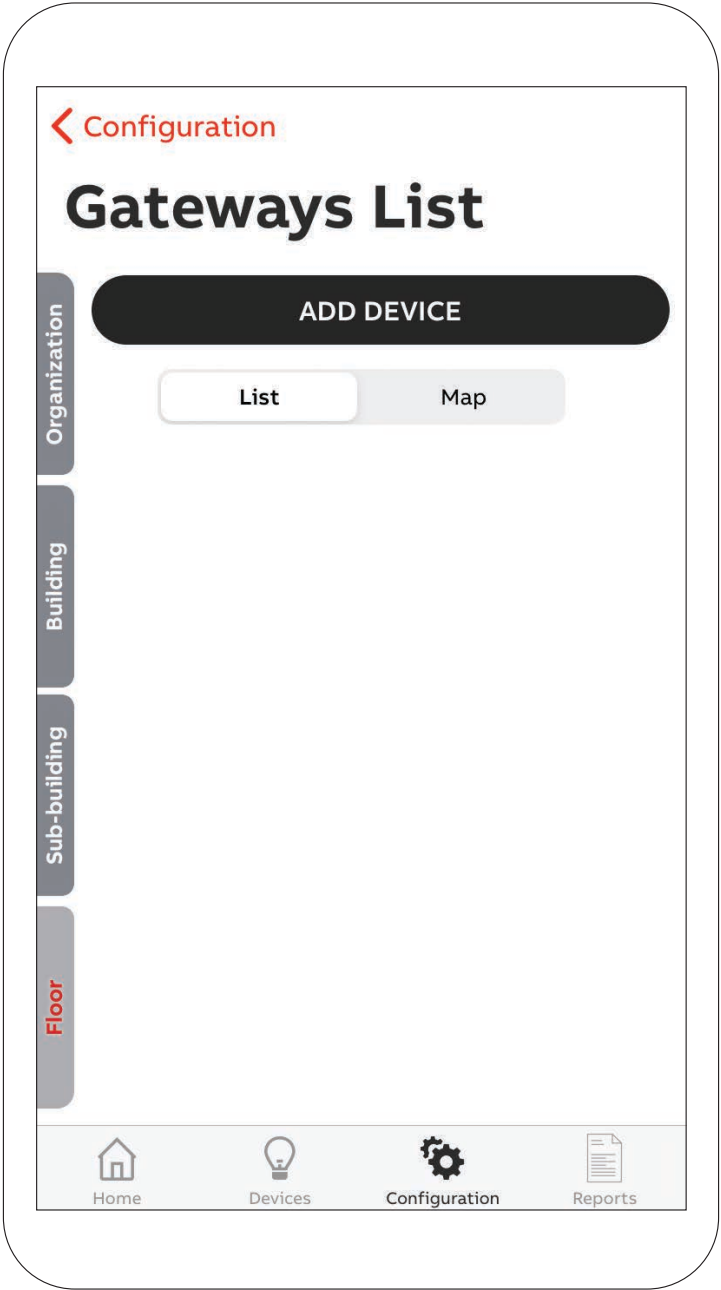 Configuration
Gateways List
ADD DEVICE
List
Map
Organization
Building
Sub-building
Floor
Home
Devices
Configuration
Reports